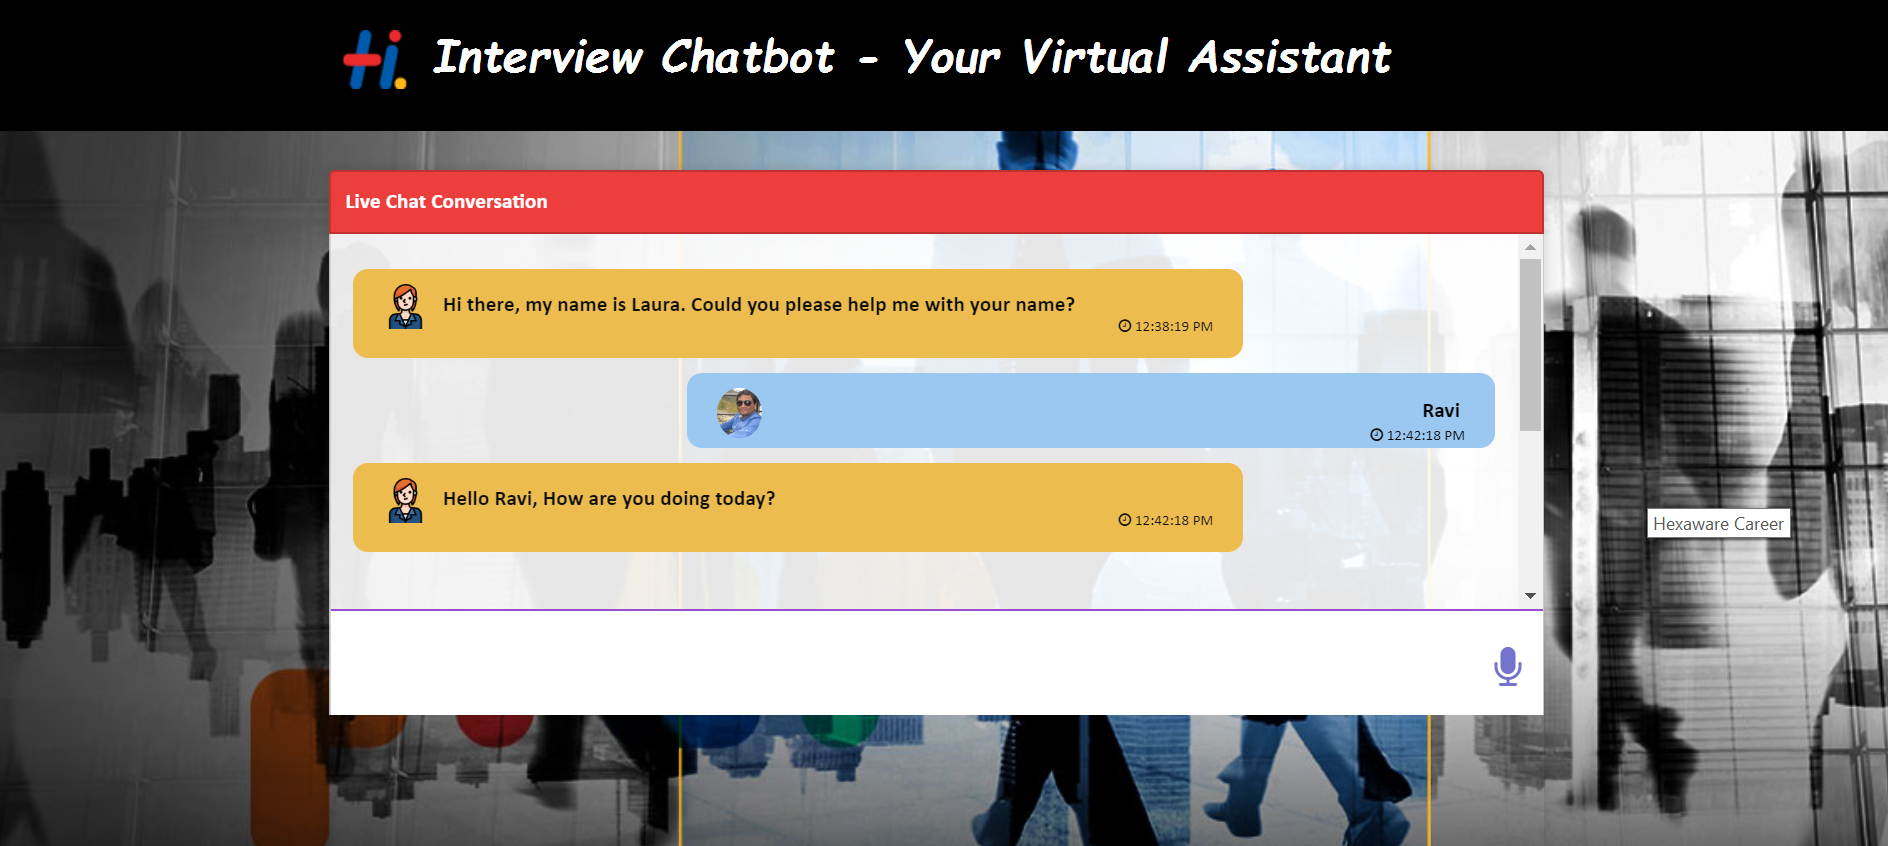 Hi.
Interview Chatbot - Your Virtual Assistant
Live Chat Conversation
Hi there, my name is Laura. Could you please help me with your name?
12:38:19 PM
Ravi
12:42:18 PM
Hello Ravi, How are you doing today?
12:42:18 PM
Hexaware Career